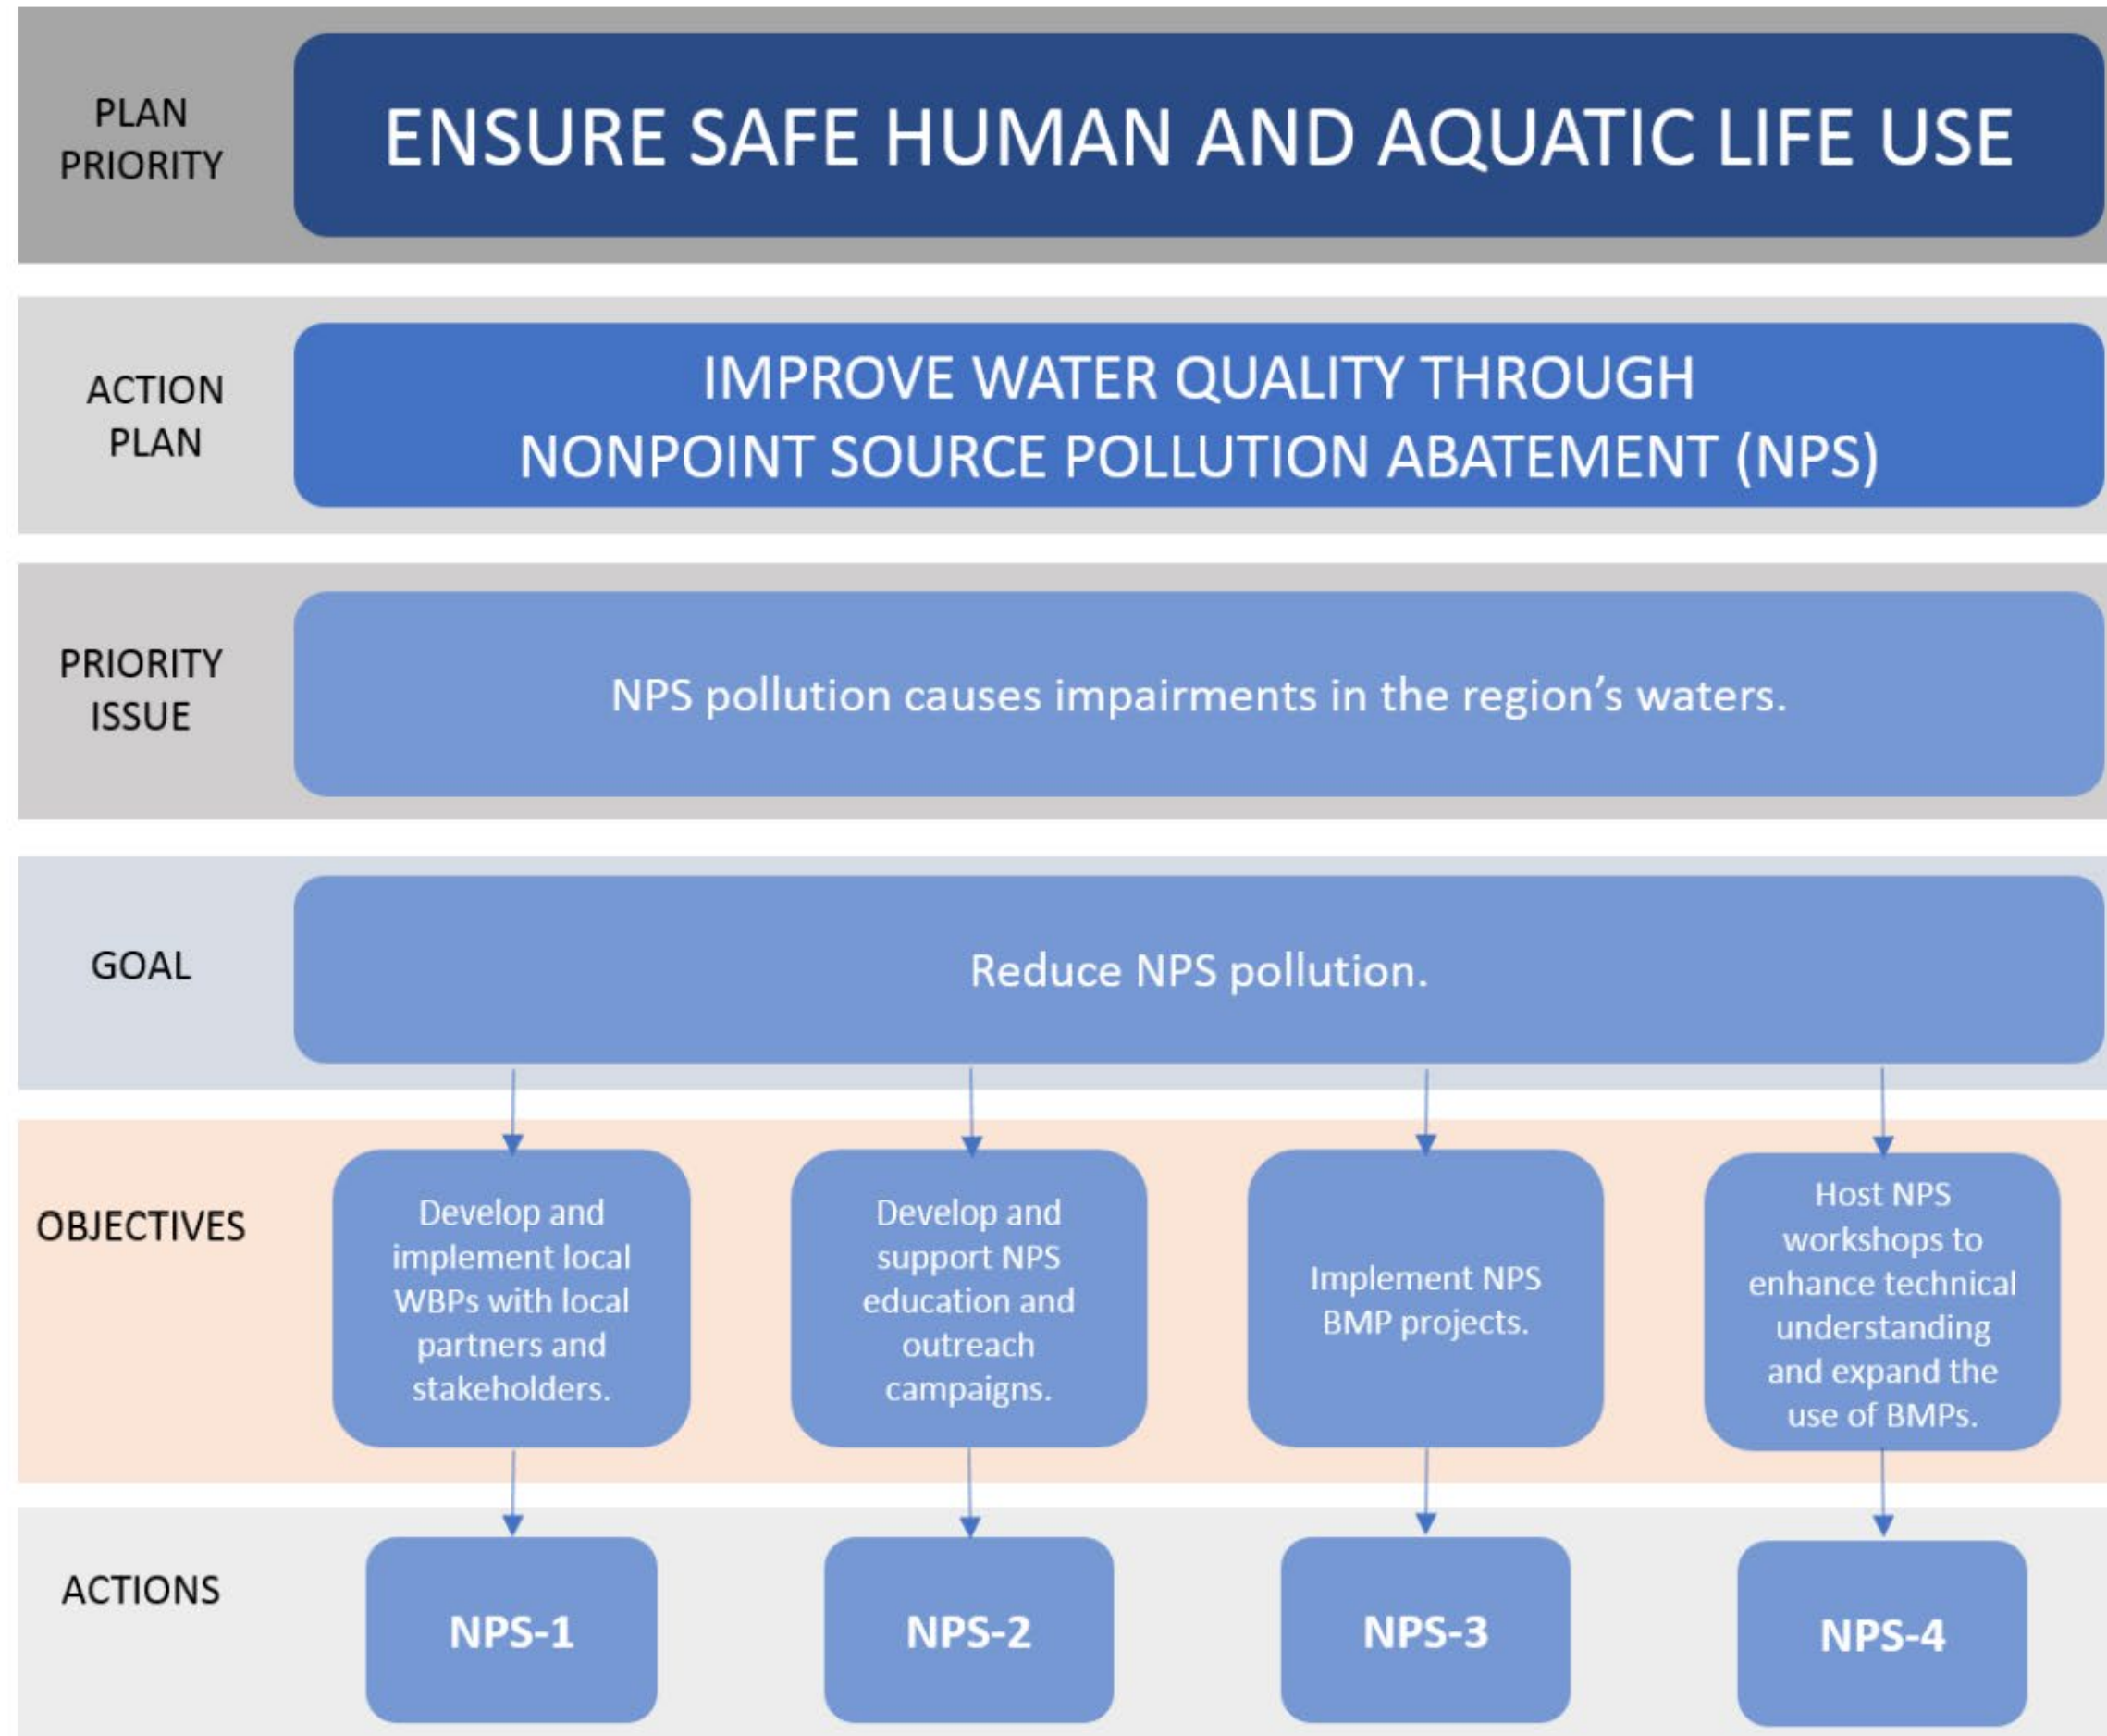 PLAN
PRIORITY
ENSURE SAFE HUMAN AND AQUATIC LIFE USE
ACTION
PLAN
IMPROVE WATER QUALITY THROUGH
NONPOINT SOURCE POLLUTION ABATEMENT (NPS)
PRIORITY
ISSUE
NPS pollution causes impairments in the region’s waters.
GOAL
Reduce NPS pollution.
OBJECTIVES
Develop and
implement local
WBPs with local
partners and
stakeholders.
Develop and
support NPS
education and
outreach
campaigns.
Implement NPS
BMP projects.
Host NPS
workshops to
enhance technical
understanding
and expand the
use of BMPs.
ACTIONS
NPS-1
NPS-2
NPS-3
NPS-4